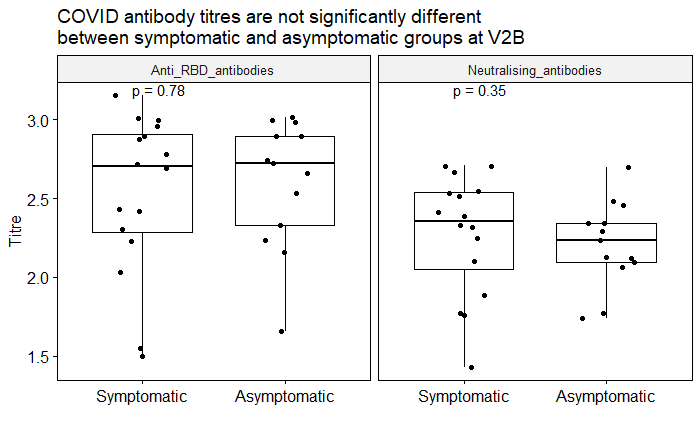 COVID antibody titres are not significantly different
between symptomatic and asymptomatic groups at V2B
Anti_RBD_antibodies
Neutralising_antibodies
p = 0.78
p = 0.35
3.0
2.5
2.0
1.5
Titre
Symptomatic
Asymptomatic
Symptomatic
Asymptomatic